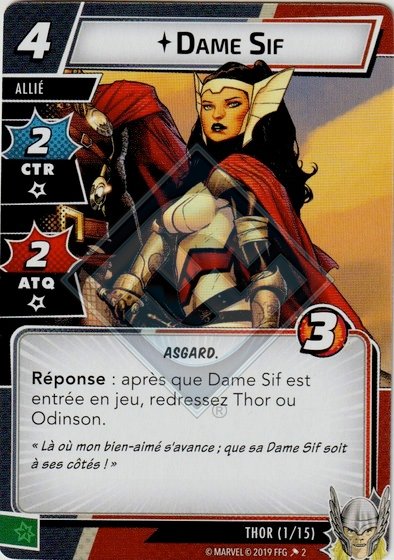 4
Dame Sif
ALLIÉ
2
CTR
2
ATQ
3
ASGARD.
Réponse : après que Dame Sif est
entrée en jeu, redressez Thor ou
Odinson.
« Là où mon bien-aimé s'avance ; que sa Dame Sif soit
à ses côtés ! »
®
THOR (1/15)
© MARVEL © 2019 FFG 2